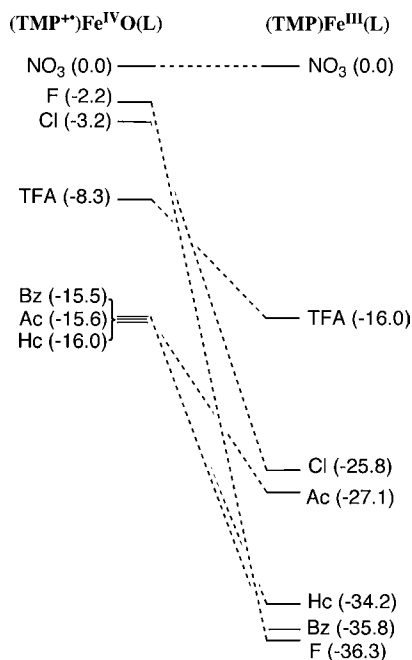 (TMP⁺•)FeᴵⱽO(L)
(TMP)Feᴵᴵᴵ(L)
NO₃ (0.0)
NO₃ (0.0)
F (-2.2)
Cl (-3.2)
TFA (-8.3)
Bz (-15.5)
Ac (-15.6)
Hc (-16.0)
TFA (-16.0)
Cl (-25.8)
Ac (-27.1)
Hc (-34.2)
Bz (-35.8)
F (-36.3)